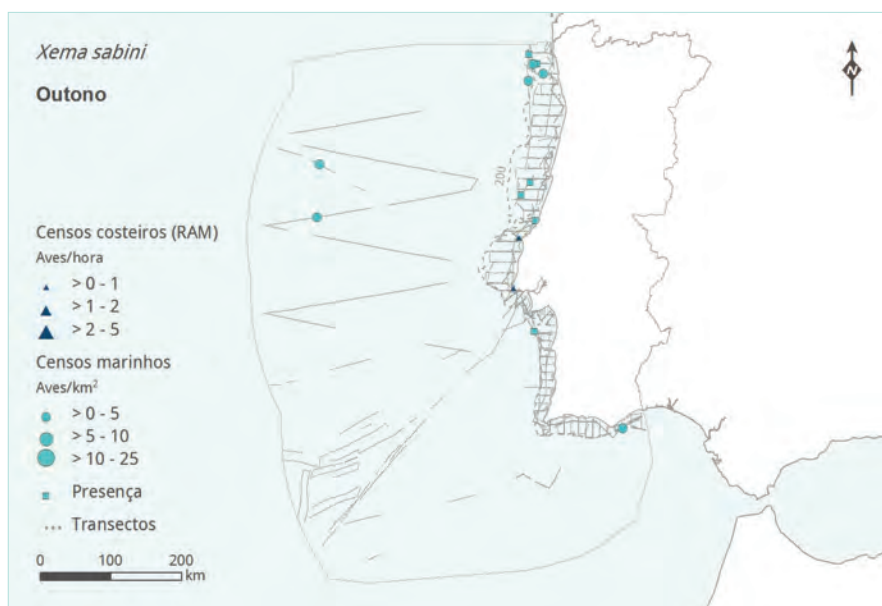 Xema sabini
Outono
N
200
Censos costeiros (RAM)
Aves/hora
> 0 - 1
> 1 - 2
> 2 - 5
Censos marinhos
Aves/km²
> 0 - 5
> 5 - 10
> 10 - 25
Presença
Transectos
0 100 200
km